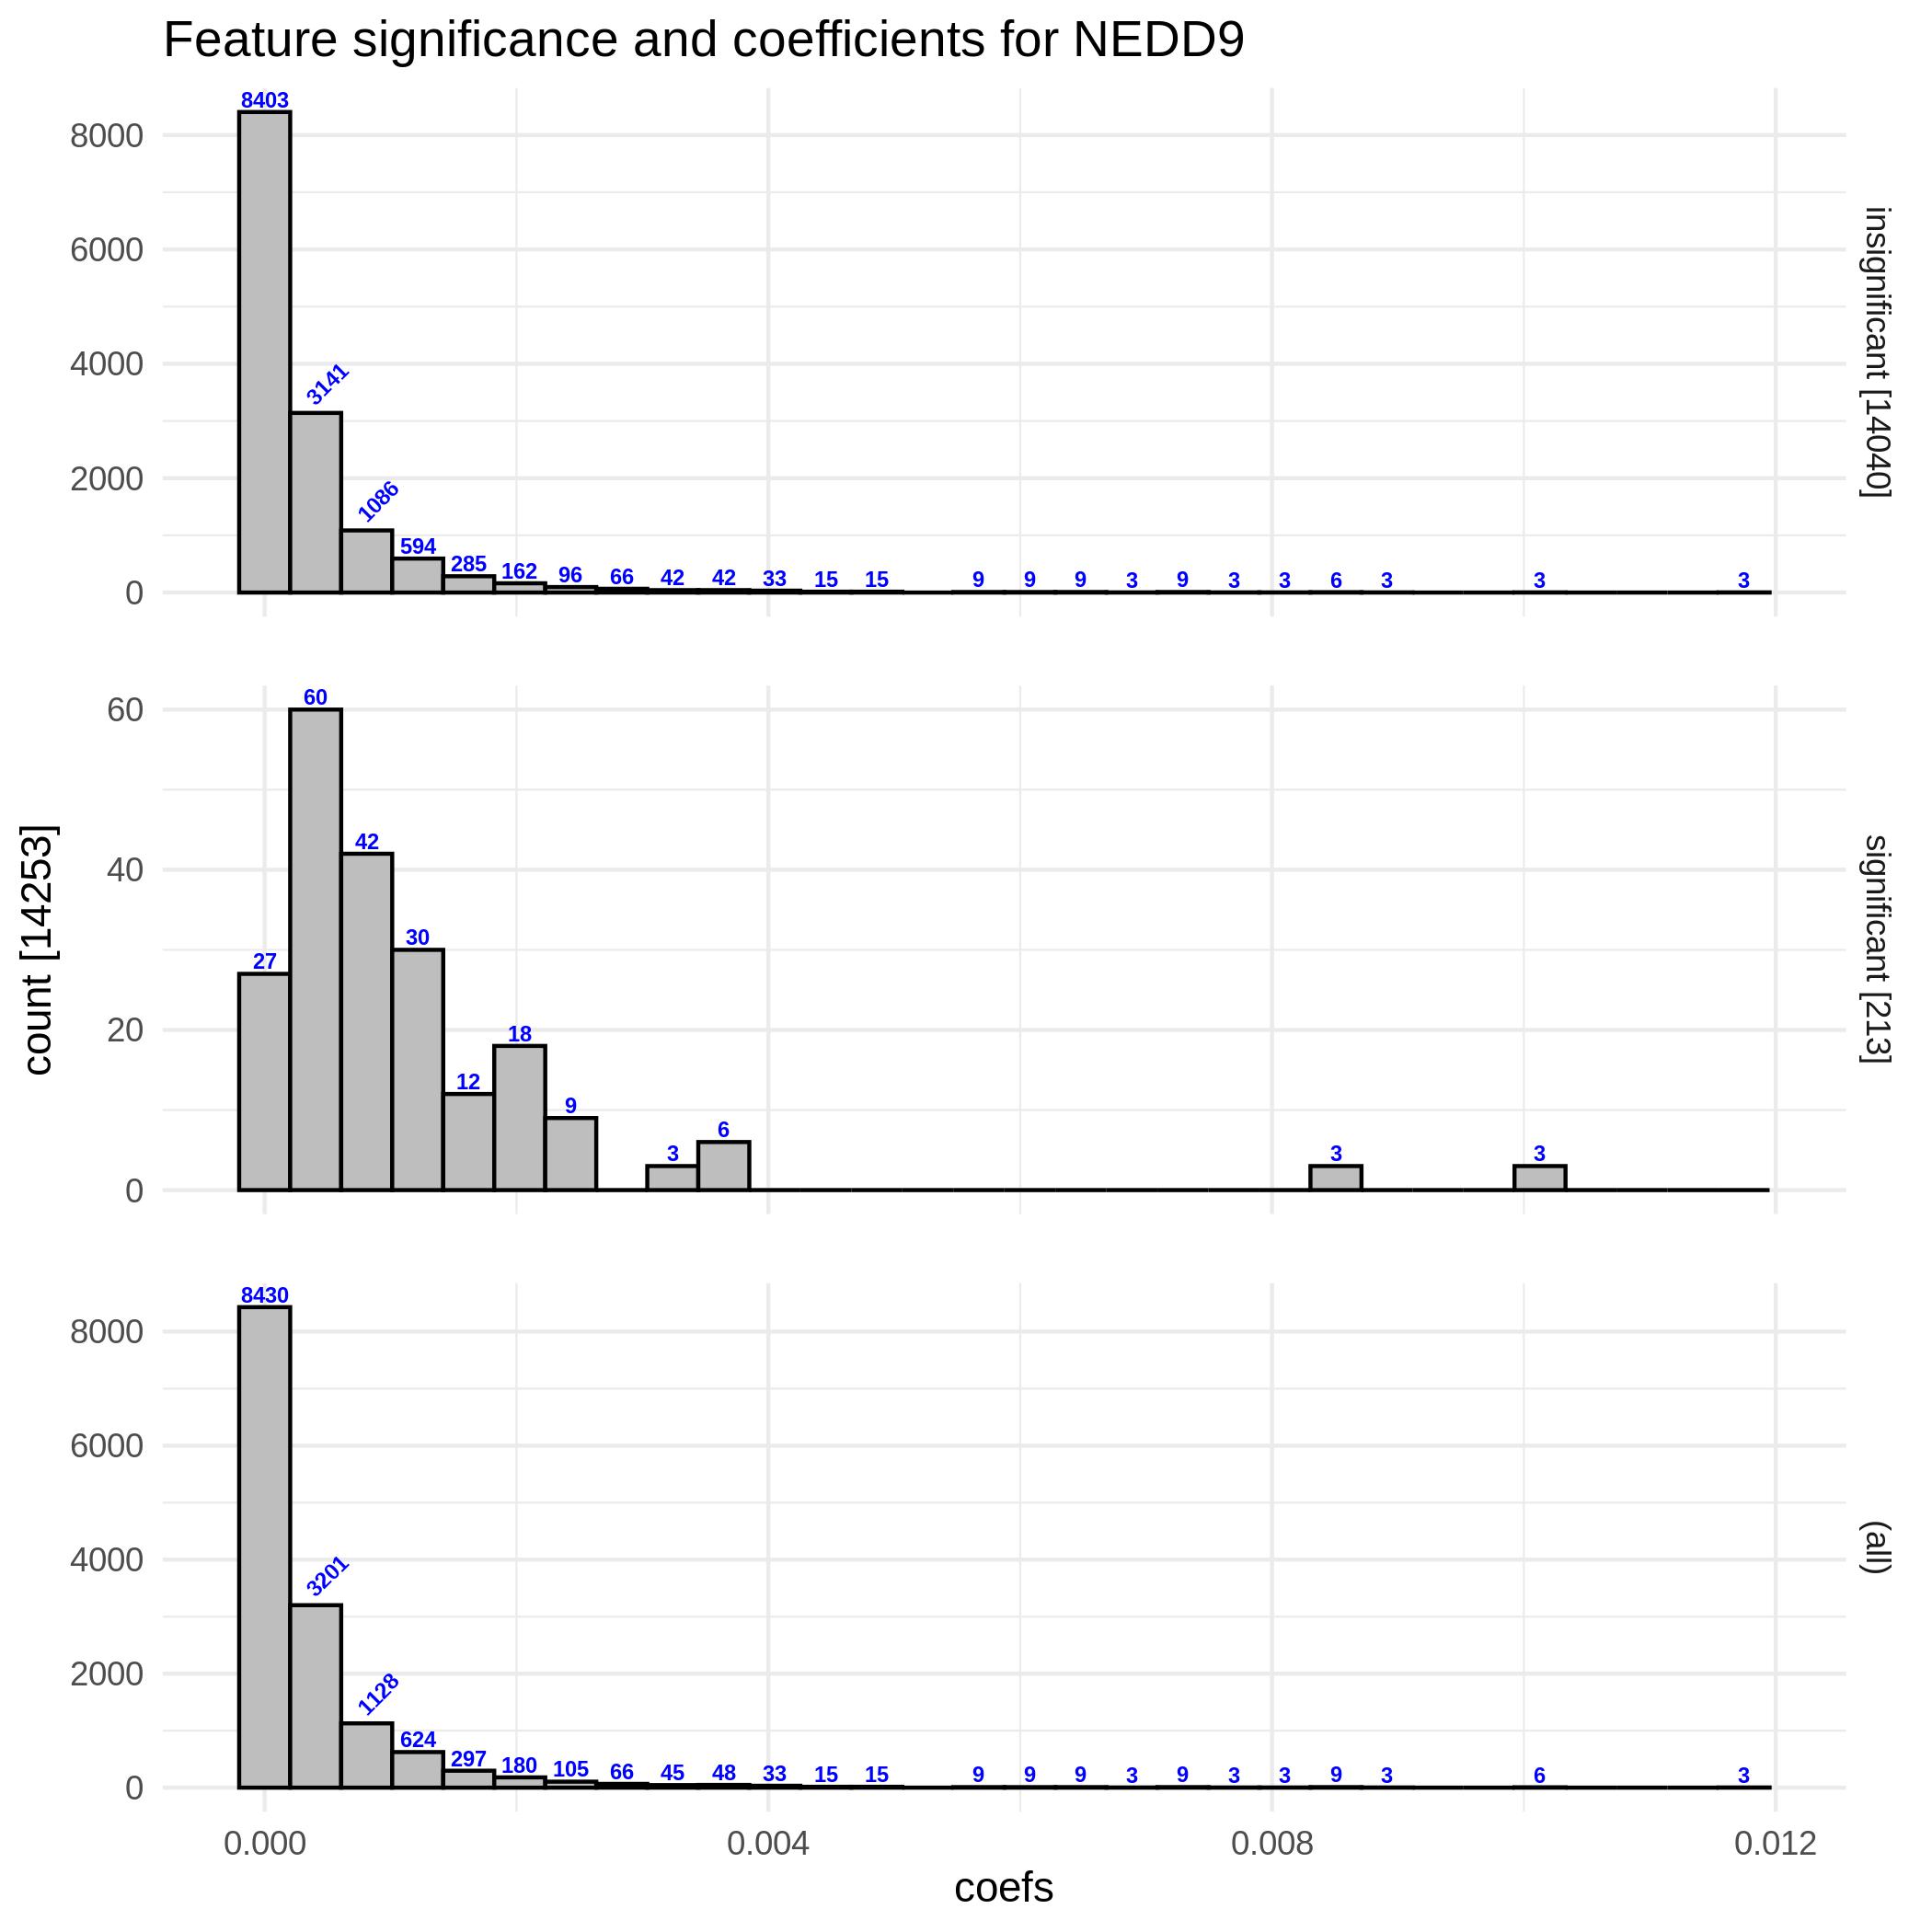 Feature significance and coefficients for NEDD9
8403
8000
6000
4000
3141
2000
1086
594 285 162 96 66 42 42 33 15 15 9 9 9 3 9 3 3 6 3 3 3
0
insignificant [14040]
60
60
42
40
30
27
20
18
12
9
3 6 3 3
0
significant [213]
count [14253]
8430
8000
6000
4000
3201
2000
1128
624 297 180 105 66 45 48 33 15 15 9 9 9 3 9 3 3 9 3 6 3
0
(all)
0.000 0.004 0.008 0.012
coefs